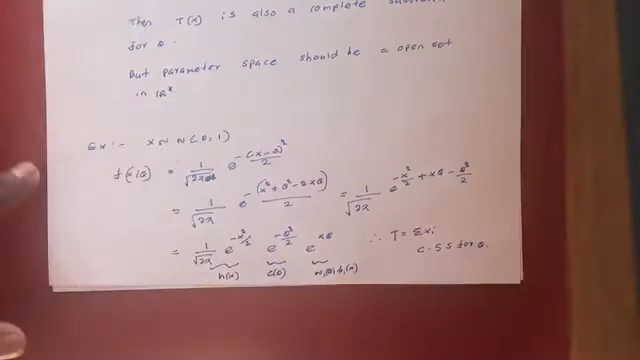 Then T(X) is also a complete
for θ.
But parameter space should be a open set
in ℝᵏ.
Ex:- X ~ N(θ, 1)
f(x|θ) = 1/√2π e^(-(x-θ)²/2)
= 1/√2π e^(-(x² + θ² - 2xθ)/2) = 1/√2π e^(-x²/2 + xθ - θ²/2)
= 1/√2π e^(-x²/2) e^(-θ²/2) e^(xθ) ∴ T = Σxi
h(x) c(θ) w₁(θ) t₁(x) C.S.S for θ.